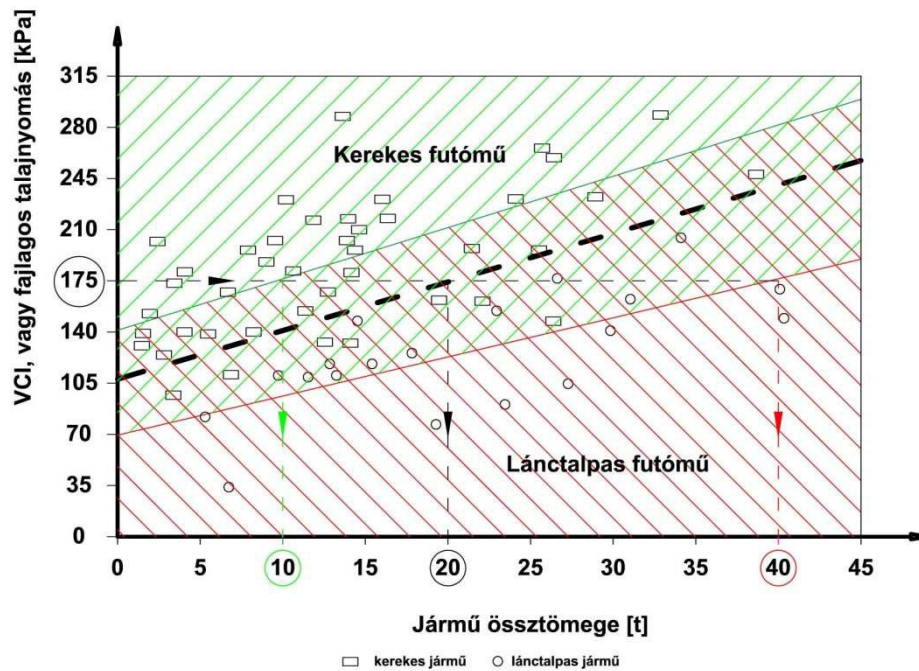 VCI, vagy fajlagos talajnyomás [kPa]
315
280
245
210
175
140
105
70
35
0
Kerekes futómű
Lánctalpas futómű
0 5 10 15 20 25 30 35 40 45
Jármű össztömege [t]
kerekes jármű lánctalpas jármű